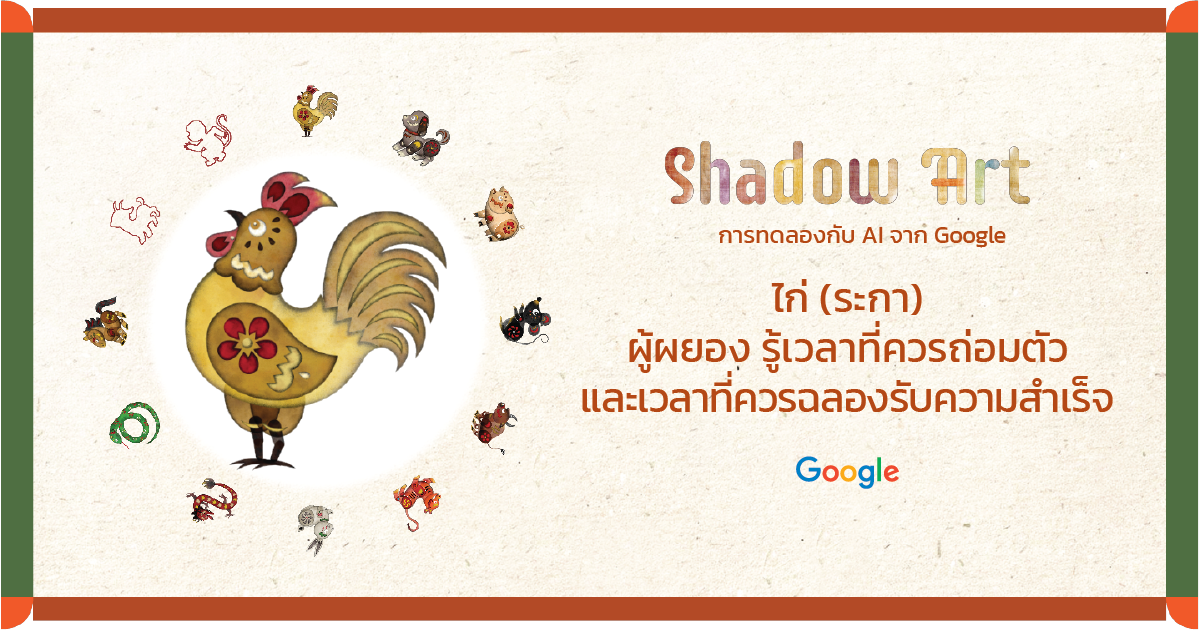 Shadow Art
การทดลองกับ AI จาก Google
ไก่ (ระกา)
ผู้ผยอง รู้เวลาที่ควรถ่อมตัว
และเวลาที่ควรฉลองรับความสำเร็จ
Google